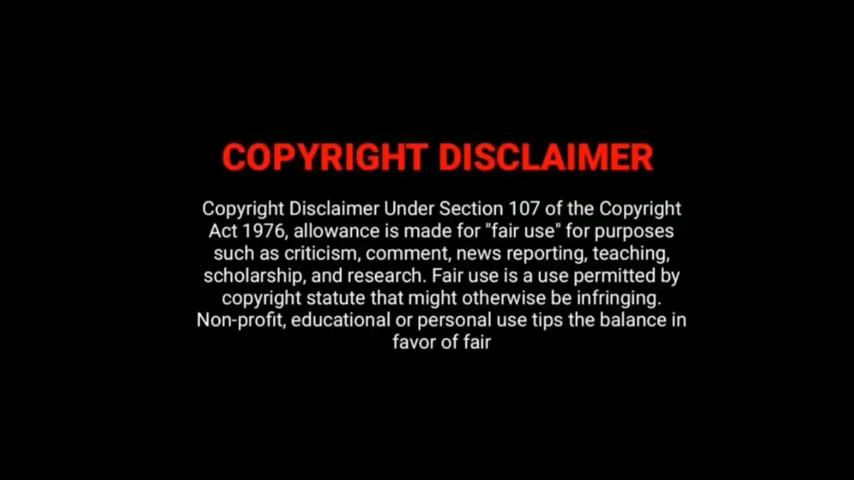 COPYRIGHT DISCLAIMER
Copyright Disclaimer Under Section 107 of the Copyright
Act 1976, allowance is made for "fair use" for purposes
such as criticism, comment, news reporting, teaching,
scholarship, and research. Fair use is a use permitted by
copyright statute that might otherwise be infringing.
Non-profit, educational or personal use tips the balance in
favor of fair